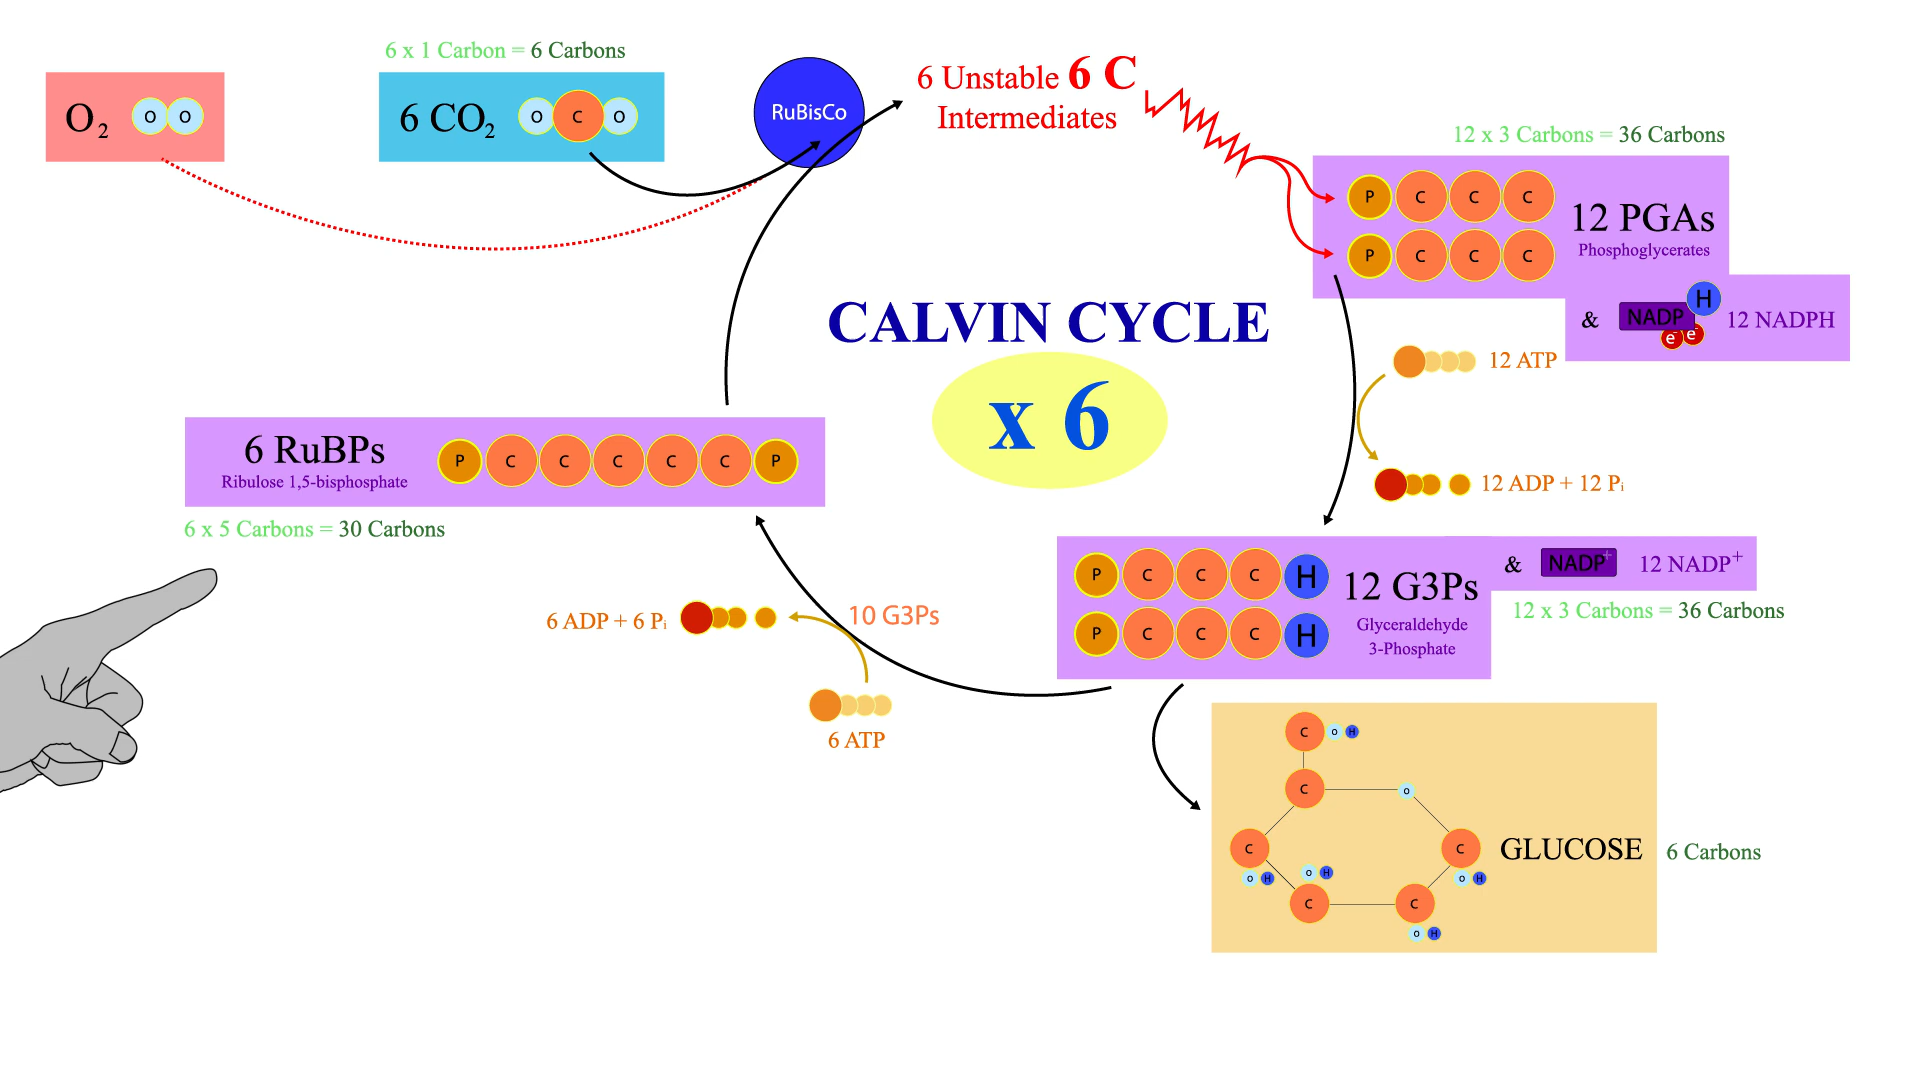 6 x 1 Carbon = 6 Carbons
O2 O O
6 CO2 O C O
RuBisCo
6 Unstable 6 C
Intermediates
12 x 3 Carbons = 36 Carbons
P C C C
P C C C
12 PGAs
Phosphoglycerates
& NADP H e- e- 12 NADPH
CALVIN CYCLE
x 6
12 ATP
12 ADP + 12 Pi
6 RuBPs
Ribulose 1,5-bisphosphate
P C C C C C P
6 x 5 Carbons = 30 Carbons
P C C C H
P C C C H
12 G3Ps
Glyceraldehyde
3-Phosphate
& NADP+ 12 NADP+
12 x 3 Carbons = 36 Carbons
10 G3Ps
6 ADP + 6 Pi
6 ATP
C O H
C O
C C
O H O H O H
C C
O H
GLUCOSE
6 Carbons